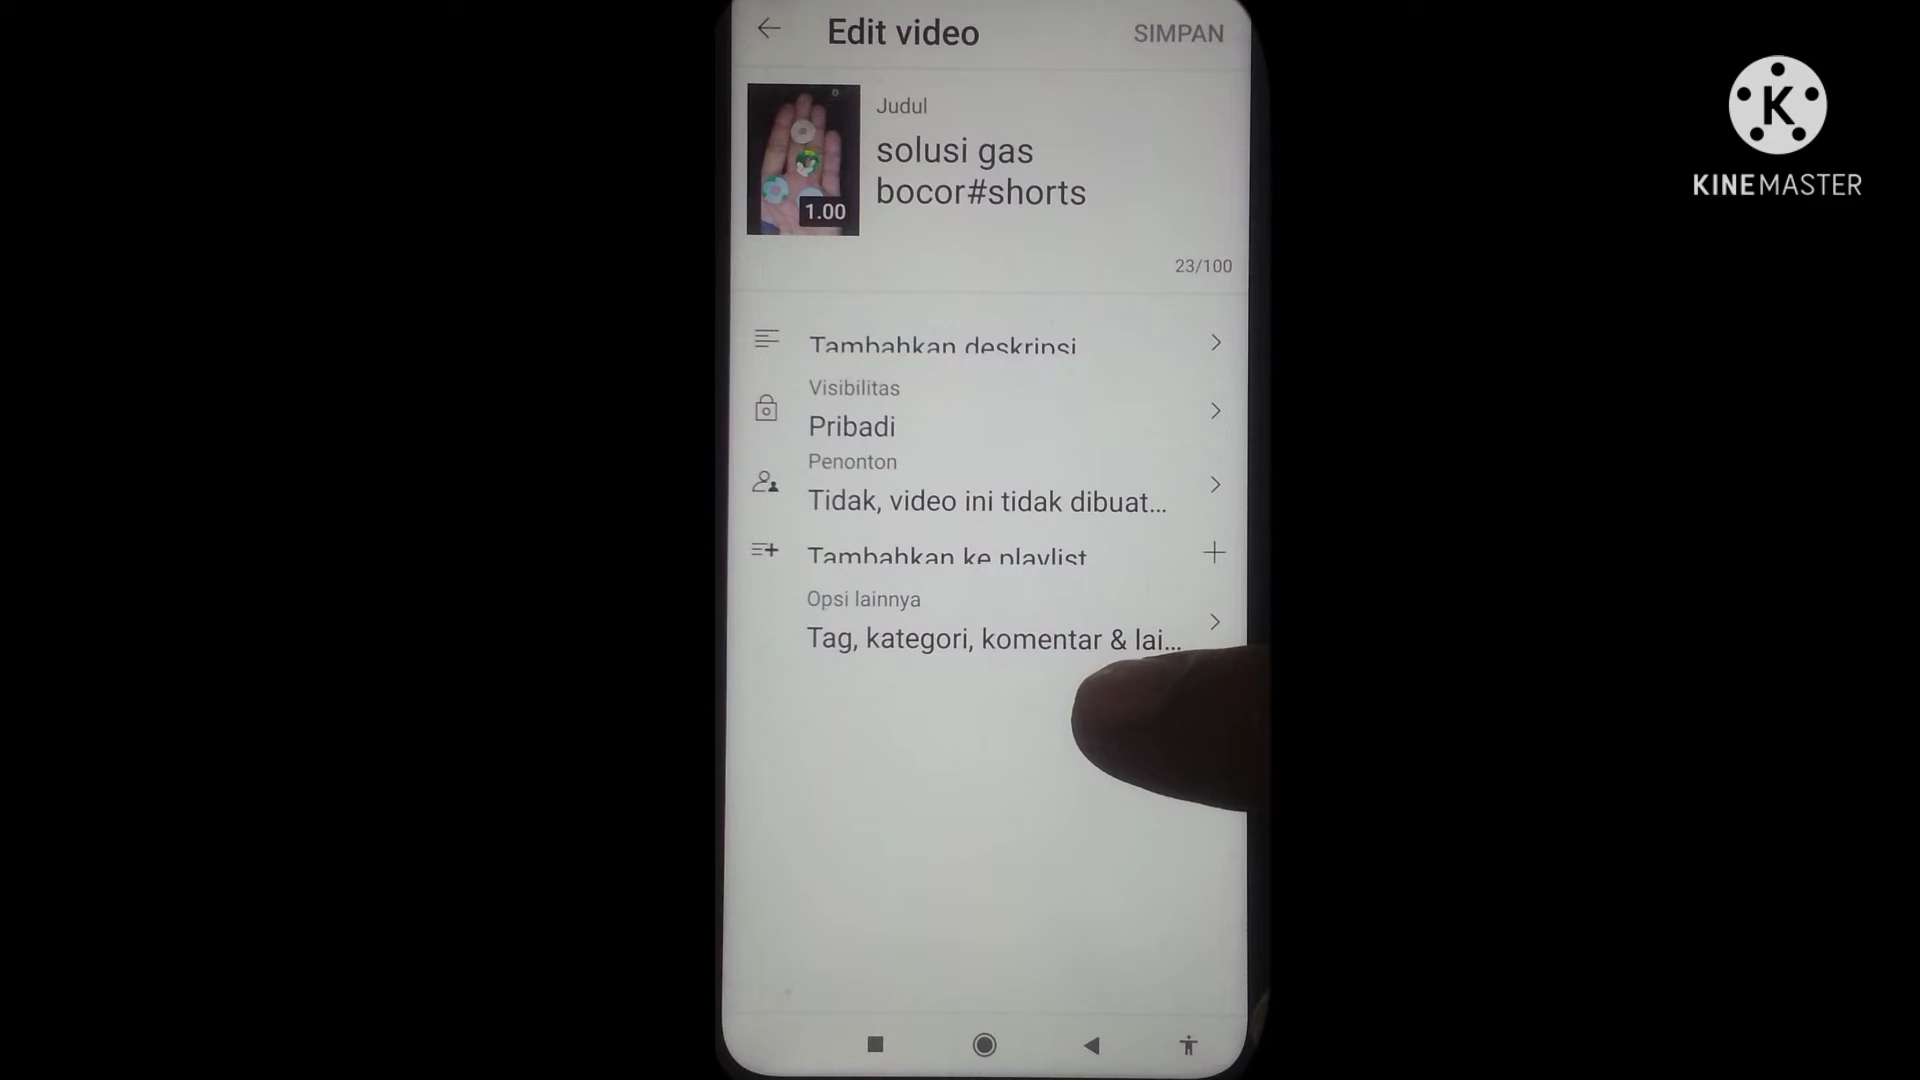 Edit video
SIMPAN
Judul
solusi gas
bocor#shorts
1.00
23/100
Tambahkan deskripsi
Visibilitas
Pribadi
Penonton
Tidak, video ini tidak dibuat...
Tambahkan ke playlist
Opsi lainnya
Tag, kategori, komentar & lai...
K
KINEMASTER